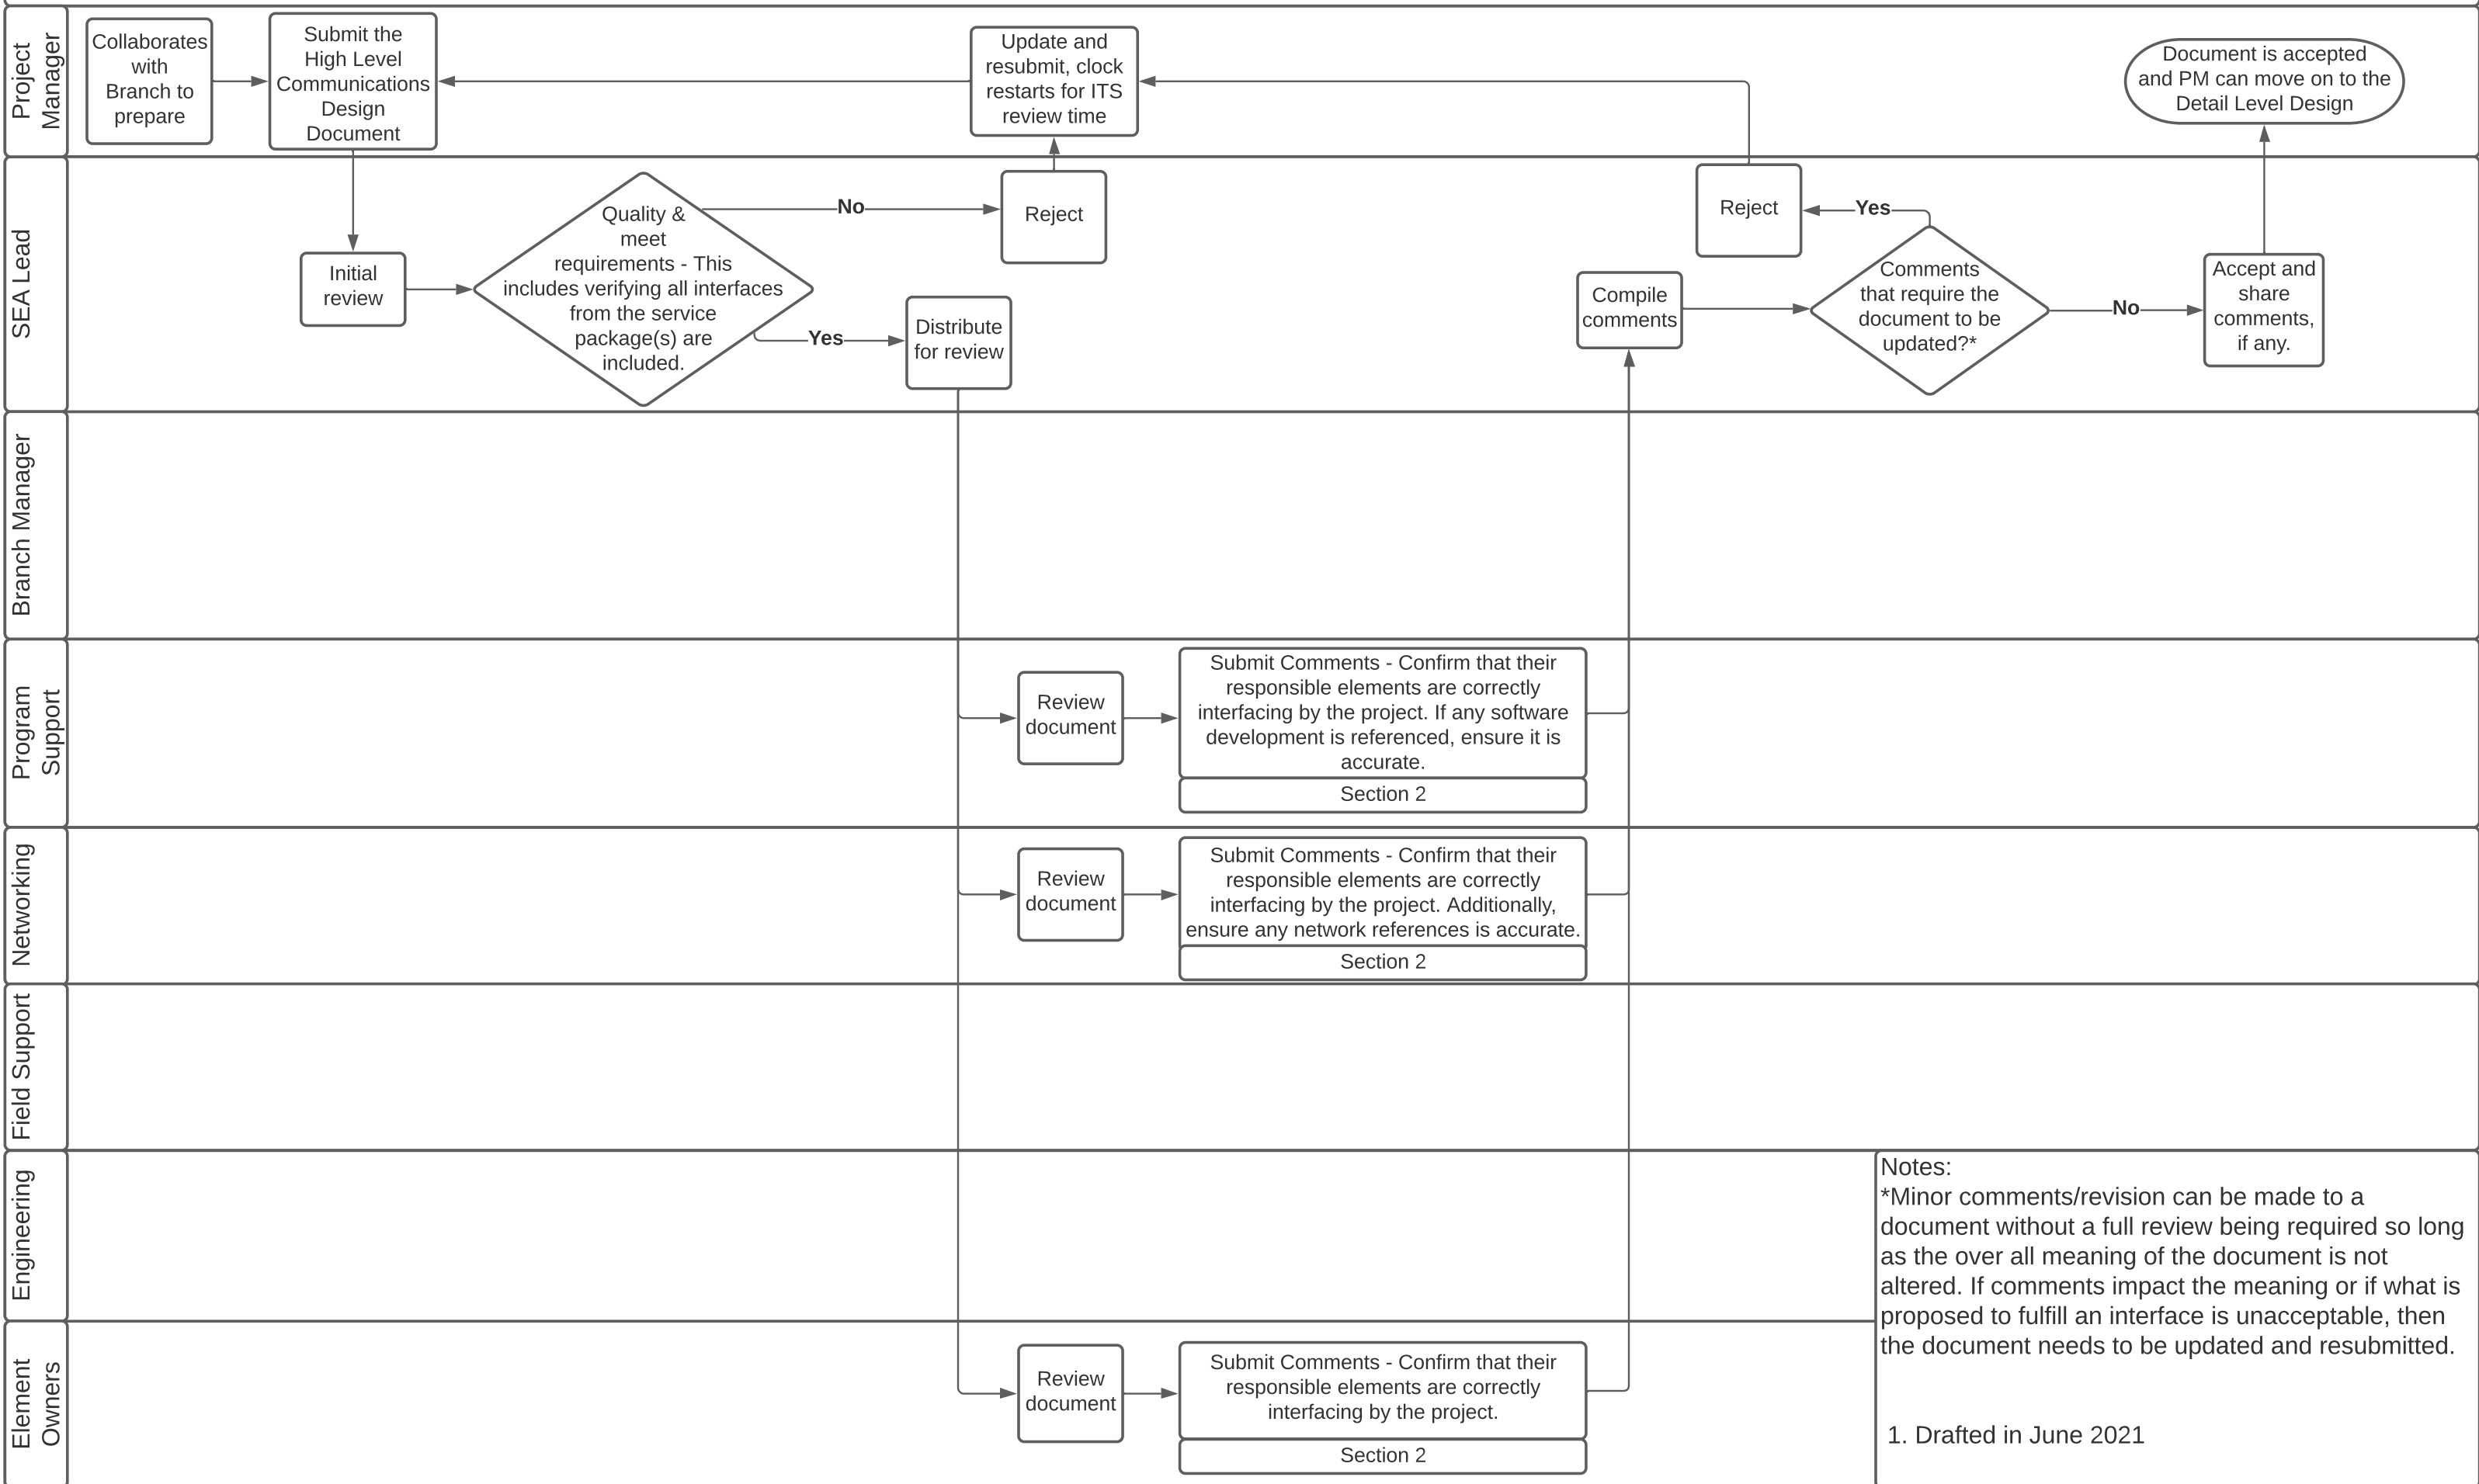 Project
Manager
Collaborates
with
Branch to
prepare
Submit the
High Level
Communications
Design
Document
Update and
resubmit, clock
restarts for ITS
review time
Document is accepted
and PM can move on to the
Detail Level Design
SEA Lead
Initial
review
Quality &
meet
requirements - This
includes verifying all interfaces
from the service
package(s) are
included.
No
Reject
Yes
Distribute
for review
Compile
comments
Reject
Yes
Comments
that require the
document to be
updated?*
No
Accept and
share
comments,
if any.
Branch Manager
Program
Support
Review
document
Submit Comments - Confirm that their
responsible elements are correctly
interfacing by the project. If any software
development is referenced, ensure it is
accurate.
Section 2
Networking
Review
document
Submit Comments - Confirm that their
responsible elements are correctly
interfacing by the project. Additionally,
ensure any network references is accurate.
Section 2
Field Support
Engineering
Element
Owners
Review
document
Submit Comments - Confirm that their
responsible elements are correctly
interfacing by the project.
Section 2
Notes:
*Minor comments/revision can be made to a
document without a full review being required so long
as the over all meaning of the document is not
altered. If comments impact the meaning or if what is
proposed to fulfill an interface is unacceptable, then
the document needs to be updated and resubmitted.
1. Drafted in June 2021